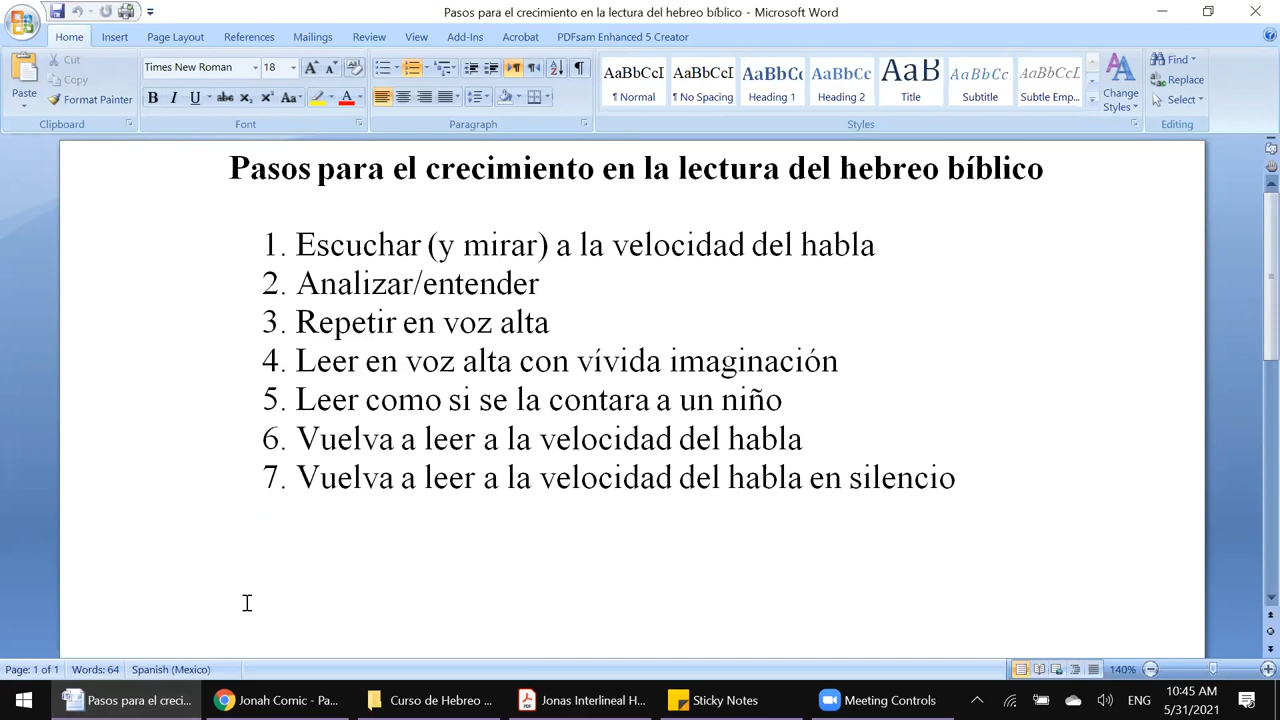 Pasos para el crecimiento en la lectura del hebreo bíblico - Microsoft Word
Home Insert Page Layout References Mailings Review View Add-Ins Acrobat PDFsam Enhanced 5 Creator
Paste
Cut
Copy
Format Painter
Clipboard
Times New Roman 18
Font
Paragraph
AaBbCcI AaBbCcI AaBbCc AaBbCc AaB AaBbCc AaBbCcI
¶ Normal ¶ No Spacing Heading 1 Heading 2 Title Subtitle Subtle Emp...
Change Styles
Styles
Find
Replace
Select
Editing
Pasos para el crecimiento en la lectura del hebreo bíblico
1. Escuchar (y mirar) a la velocidad del habla
2. Analizar/entender
3. Repetir en voz alta
4. Leer en voz alta con vívida imaginación
5. Leer como si se la contara a un niño
6. Vuelva a leer a la velocidad del habla
7. Vuelva a leer a la velocidad del habla en silencio
Page: 1 of 1 Words: 64 Spanish (Mexico) 140%
Pasos para el creci... Jonah Comic - Pa... Curso de Hebreo ... Jonas Interlineal H... Sticky Notes Meeting Controls ENG 10:45 AM
5/31/2021